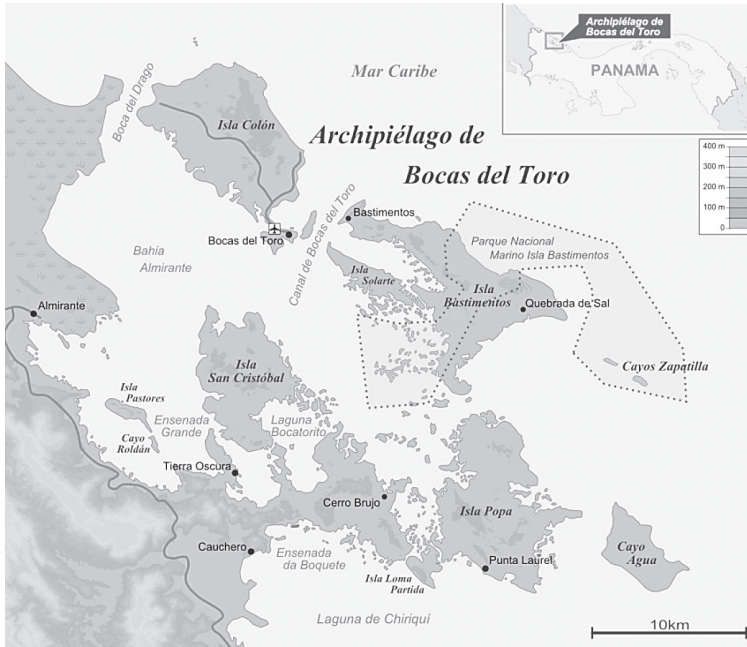 Archipiélago de
Bocas del Toro
PANAMA
Mar Caribe
Boca del Drago
Isla Colón
Archipiélago de
Bocas del Toro
400 m
300 m
200 m
100 m
0
Canal de Bocas del Toro
Bastimentos
Bocas del Toro
Parque Nacional
Marino Isla Bastimentos
Bahia
Almirante
Isla
Solarte
Isla
Bastimentos
Quebrada de Sal
Almirante
Isla
San Cristóbal
Cayos Zapatilla
Isla
Pastores
Ensenada
Grande
Laguna
Bocatorito
Cayo
Roldán
Tierra Oscura
Cerro Brujo
Isla Popa
Cauchero
Ensenada
da Boquete
Punta Laurel
Cayo
Agua
Isla Loma
Partida
Laguna de Chiriquí
10km